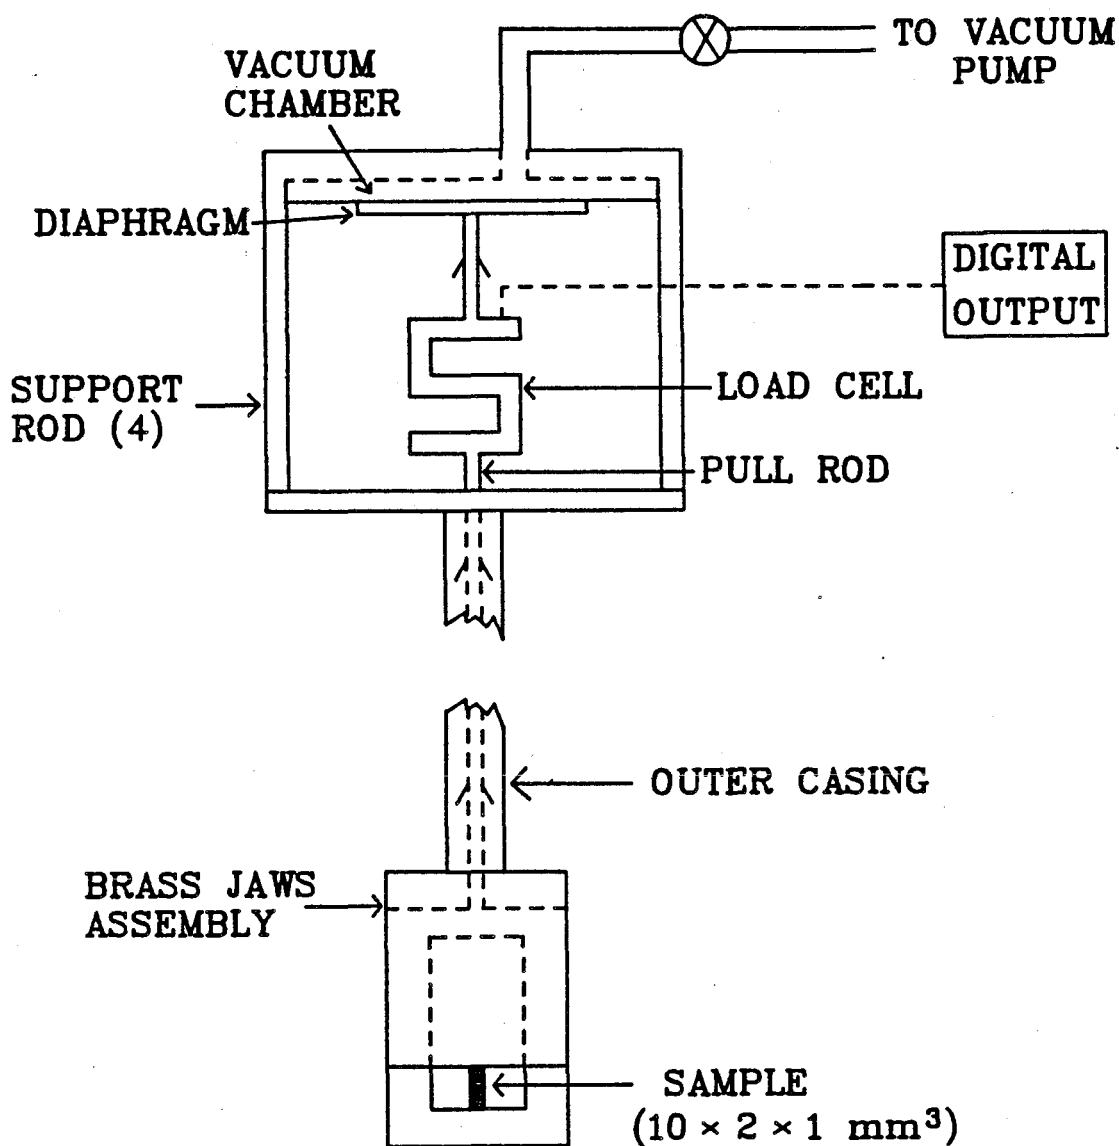 TO VACUUM
PUMP
VACUUM
CHAMBER
DIAPHRAGM
DIGITAL
OUTPUT
SUPPORT
ROD (4)
LOAD CELL
PULL ROD
OUTER CASING
BRASS JAWS
ASSEMBLY
SAMPLE
(10 × 2 × 1 mm³)